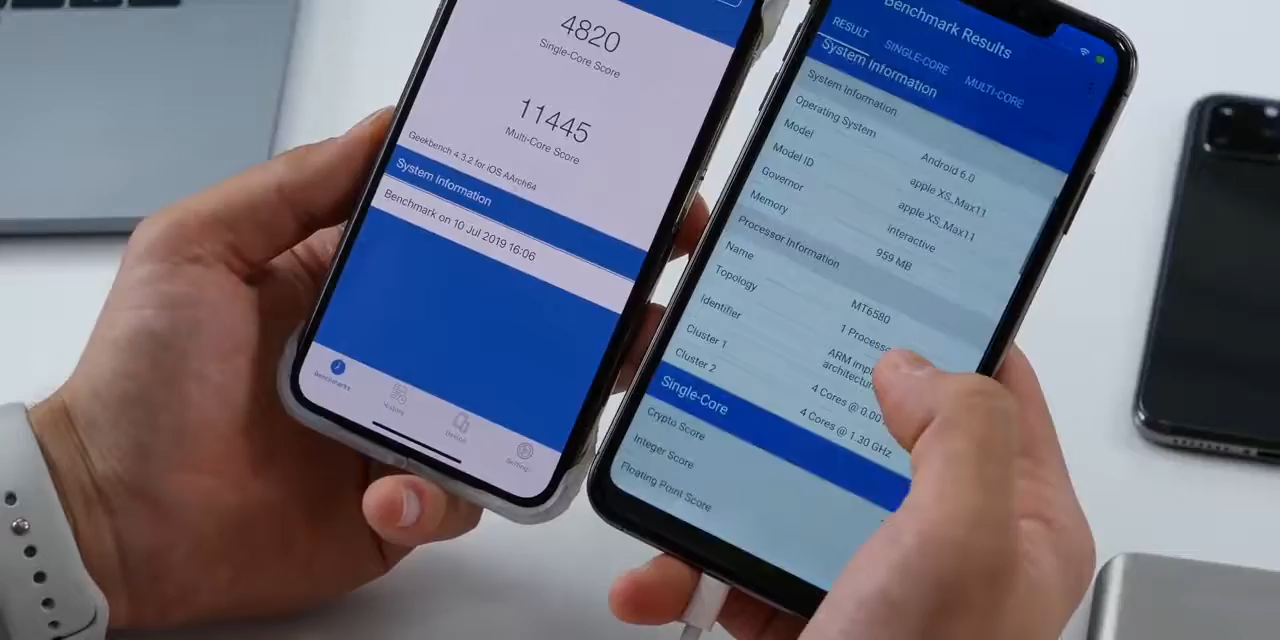 4820
Single-Core Score
11445
Multi-Core Score
Geekbench 4.3.2 for iOS AArch64
System Information
Benchmark on 10 Jul 2019 16:06
Benchmarks
History
Device
Settings
Benchmark Results
RESULT
SINGLE-CORE
MULTI-CORE
System Information
System Information
Operating System
Android 6.0
Model
apple XS_Max11
Model ID
apple XS_Max11
Governor
interactive
Memory
959 MB
Processor Information
Name
MT6580
Topology
1 Process
Identifier
ARM
architectur
Cluster 1
4 Cores @ 0.00
Cluster 2
4 Cores @ 1.30 GHz
Single-Core
Crypto Score
Integer Score
Floating Point Score